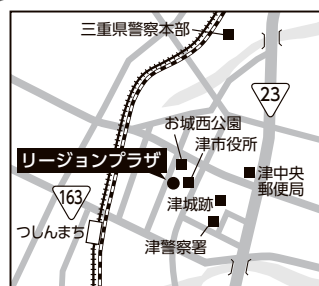 三重県警察本部
23
お城西公園
津市役所
リージョンプラザ
津中央
郵便局
163
津城跡
つしんまち
津警察署